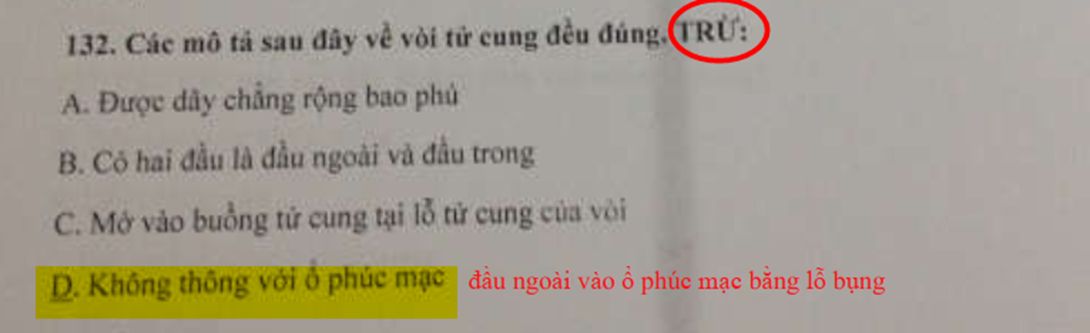 132. Các mô tả sau đây về vòi tử cung đều đúng, TRỪ:
A. Được dây chằng rộng bao phủ
B. Có hai đầu là đầu ngoài và đầu trong
C. Mở vào buồng tử cung tại lỗ tử cung của vòi
D. Không thông với ổ phúc mạc đầu ngoài vào ổ phúc mạc bằng lỗ bụng